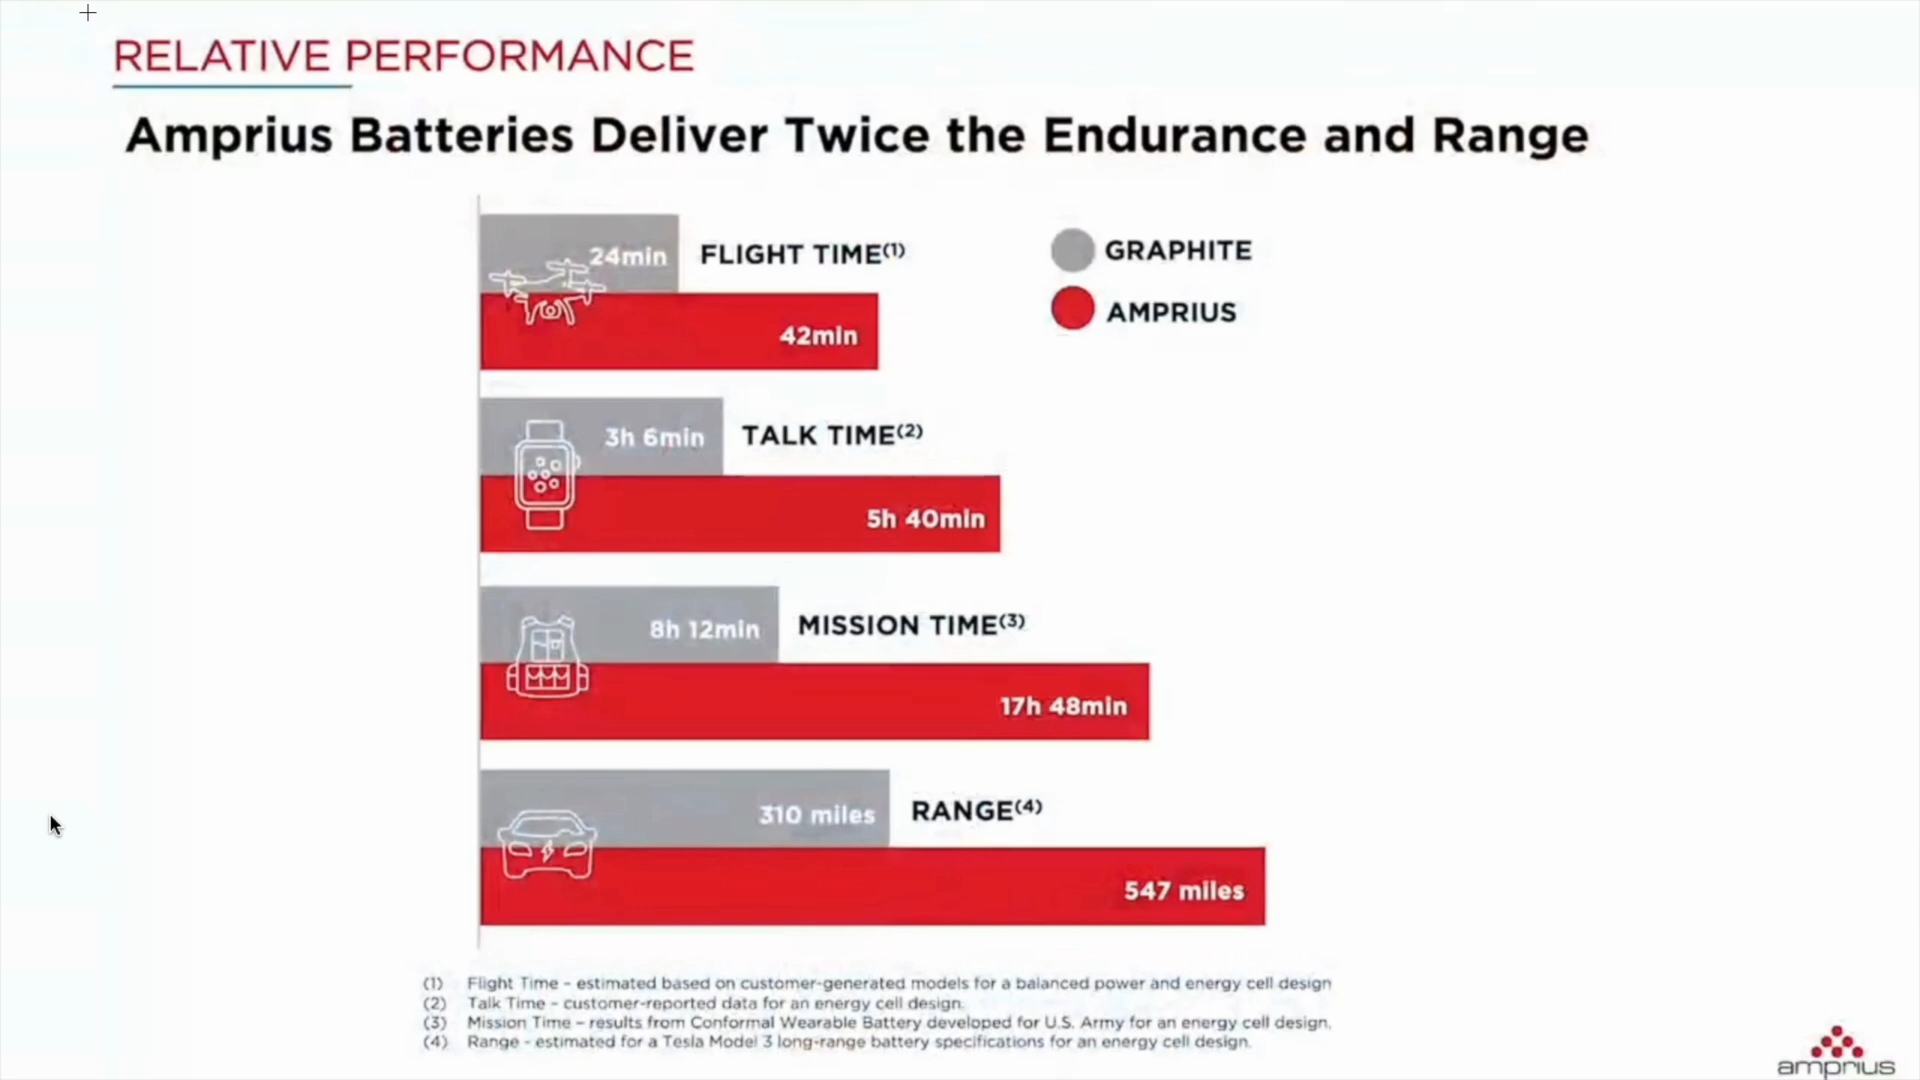 RELATIVE PERFORMANCE
Amprius Batteries Deliver Twice the Endurance and Range
24min
FLIGHT TIME(1)
GRAPHITE
42min
AMPRIUS
3h 6min
TALK TIME(2)
5h 40min
8h 12min
MISSION TIME(3)
17h 48min
310 miles
RANGE(4)
547 miles
(1) Flight Time – estimated based on customer-generated models for a balanced power and energy cell design
(2) Talk Time – customer-reported data for an energy cell design.
(3) Mission Time – results from Conformal Wearable Battery developed for U.S. Army for an energy cell design.
(4) Range - estimated for a Tesla Model 3 long-range battery specifications for an energy cell design.
amprius